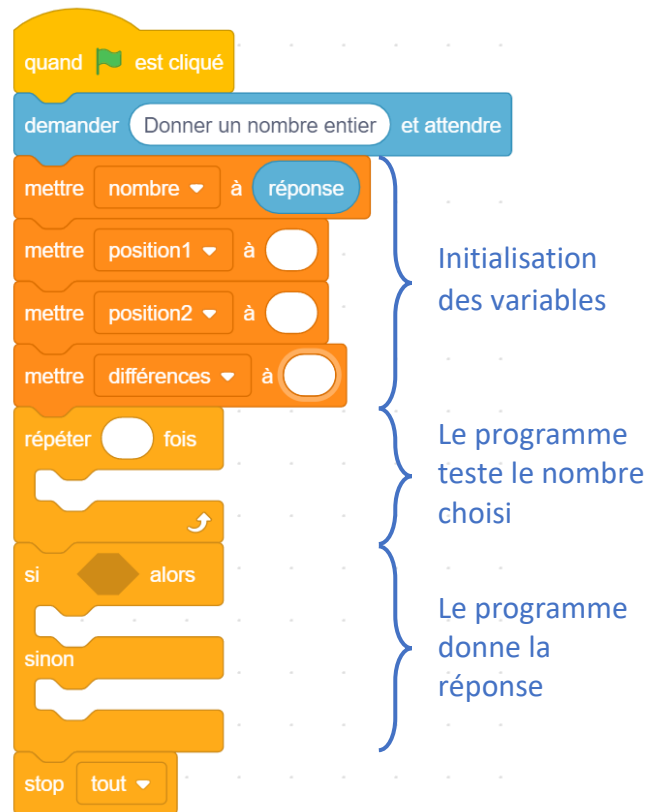 quand est cliqué
demander Donner un nombre entier et attendre
mettre nombre à réponse
mettre position1 à
mettre position2 à
mettre différences à
Initialisation
des variables
répéter fois
Le programme
teste le nombre
choisi
si alors
sinon
Le programme
donne la
réponse
stop tout